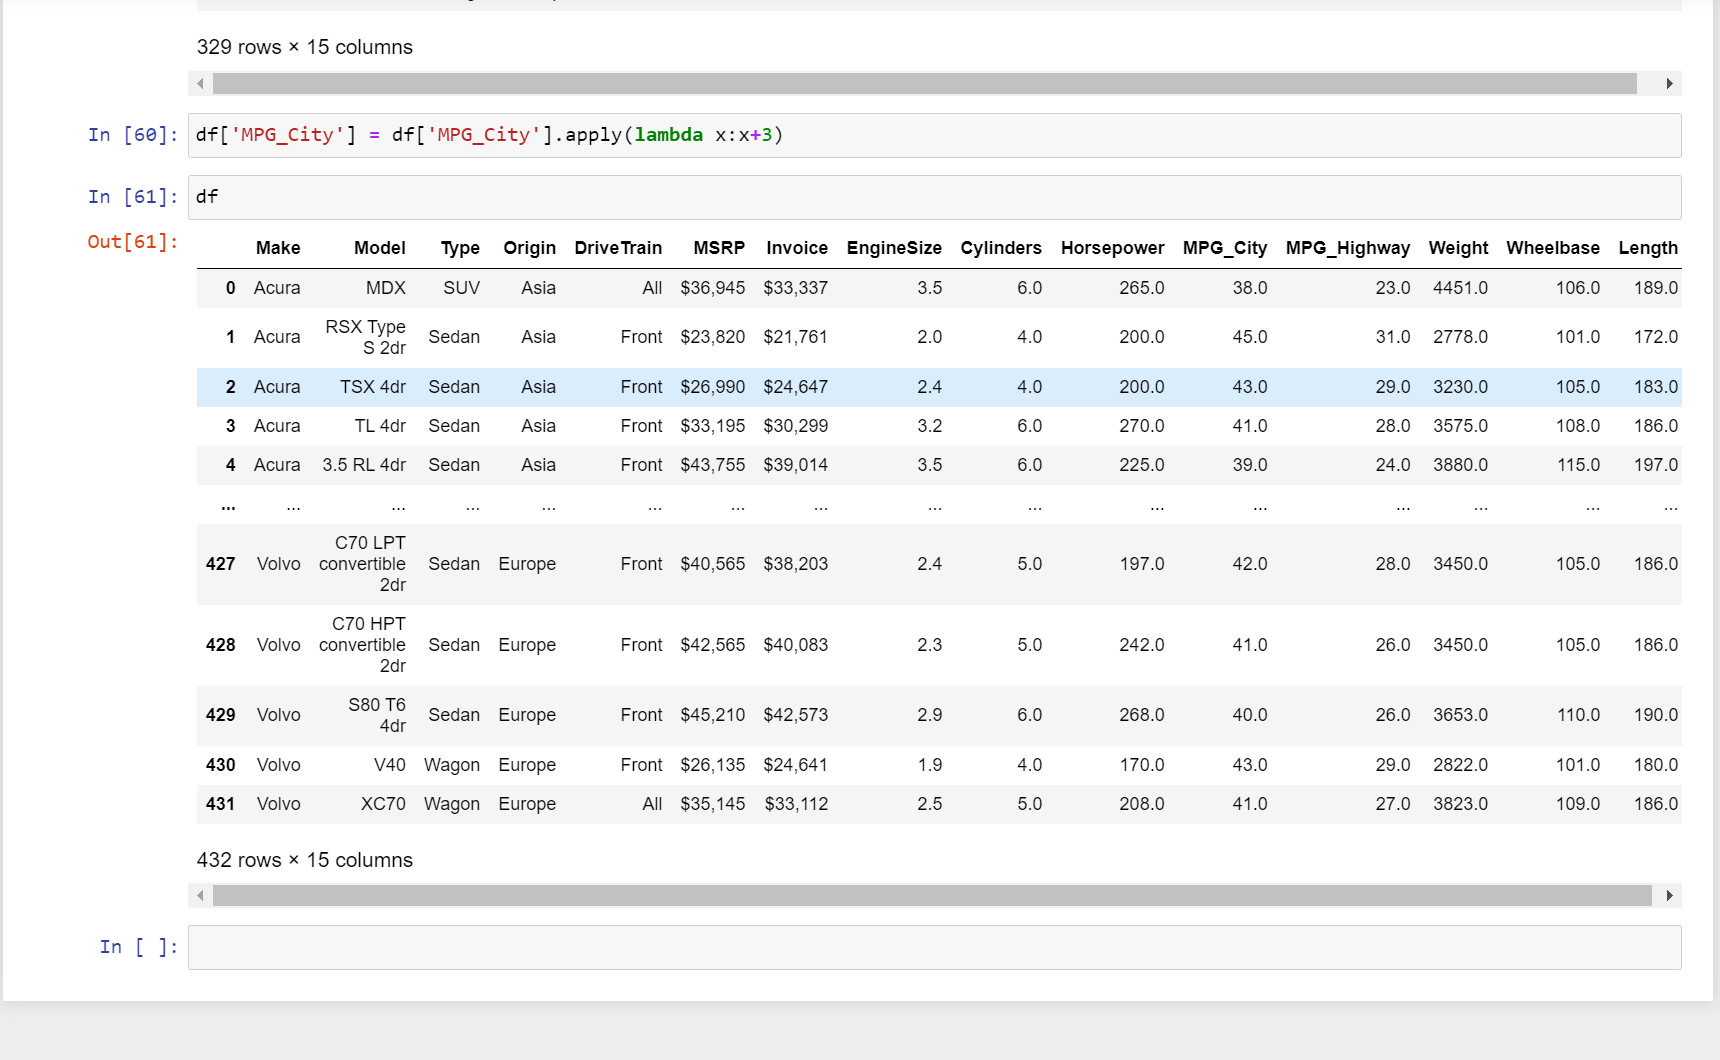 329 rows × 15 columns
In [60]: df['MPG_City'] = df['MPG_City'].apply(lambda x:x+3)
In [61]: df
Out[61]:
Make Model Type Origin DriveTrain MSRP Invoice EngineSize Cylinders Horsepower MPG_City MPG_Highway Weight Wheelbase Length
0 Acura MDX SUV Asia All $36,945 $33,337 3.5 6.0 265.0 38.0 23.0 4451.0 106.0 189.0
1 Acura RSX Type S 2dr Sedan Asia Front $23,820 $21,761 2.0 4.0 200.0 45.0 31.0 2778.0 101.0 172.0
2 Acura TSX 4dr Sedan Asia Front $26,990 $24,647 2.4 4.0 200.0 43.0 29.0 3230.0 105.0 183.0
3 Acura TL 4dr Sedan Asia Front $33,195 $30,299 3.2 6.0 270.0 41.0 28.0 3575.0 108.0 186.0
4 Acura 3.5 RL 4dr Sedan Asia Front $43,755 $39,014 3.5 6.0 225.0 39.0 24.0 3880.0 115.0 197.0
... ... ... ... ... ... ... ... ... ... ... ... ... ... ... ...
427 Volvo C70 LPT convertible 2dr Sedan Europe Front $40,565 $38,203 2.4 5.0 197.0 42.0 28.0 3450.0 105.0 186.0
428 Volvo C70 HPT convertible 2dr Sedan Europe Front $42,565 $40,083 2.3 5.0 242.0 41.0 26.0 3450.0 105.0 186.0
429 Volvo S80 T6 4dr Sedan Europe Front $45,210 $42,573 2.9 6.0 268.0 40.0 26.0 3653.0 110.0 190.0
430 Volvo V40 Wagon Europe Front $26,135 $24,641 1.9 4.0 170.0 43.0 29.0 2822.0 101.0 180.0
431 Volvo XC70 Wagon Europe All $35,145 $33,112 2.5 5.0 208.0 41.0 27.0 3823.0 109.0 186.0
432 rows × 15 columns
In [ ]: